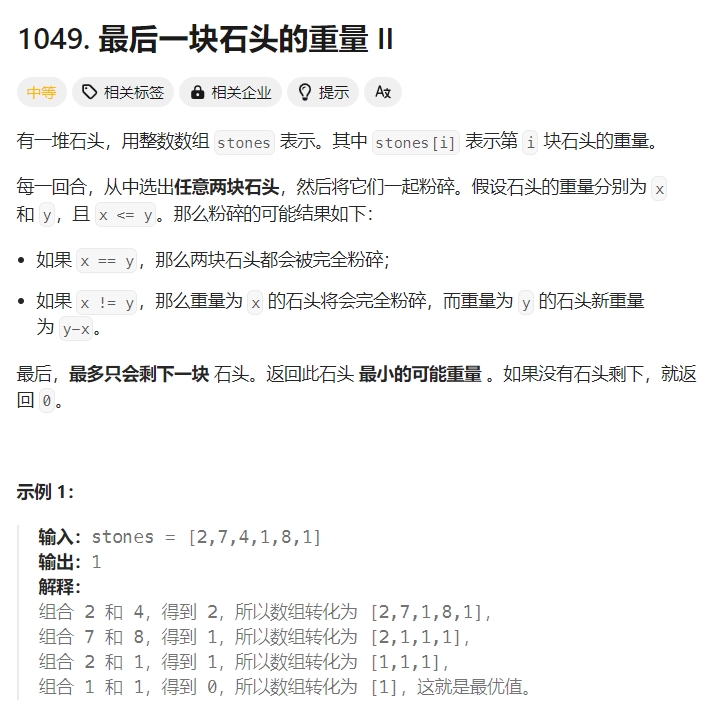 1049. 最后一块石头的重量 II
中等 相关标签 相关企业 提示 Az
有一堆石头，用整数数组 stones 表示。其中 stones[i] 表示第 i 块石头的重量。
每一回合，从中选出任意两块石头，然后将它们一起粉碎。假设石头的重量分别为 x
和 y，且 x <= y。那么粉碎的可能结果如下：
• 如果 x == y，那么两块石头都会被完全粉碎；
• 如果 x != y，那么重量为 x 的石头将会完全粉碎，而重量为 y 的石头新重量
为 y-x。
最后，最多只会剩下一块 石头。返回此石头 最小的可能重量 。如果没有石头剩下，就返
回 0。
示例 1：
输入：stones = [2,7,4,1,8,1]
输出：1
解释：
组合 2 和 4，得到 2，所以数组转化为 [2,7,1,8,1]，
组合 7 和 8，得到 1，所以数组转化为 [2,1,1,1]，
组合 2 和 1，得到 1，所以数组转化为 [1,1,1]，
组合 1 和 1，得到 0，所以数组转化为 [1]，这就是最优值。